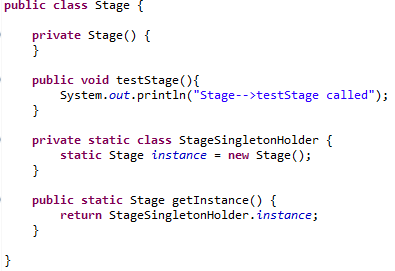 public class Stage {
private Stage() {
}
public void testStage(){
System.out.println("Stage-->testStage called");
}
private static class StageSingletonHolder {
static Stage instance = new Stage();
}
public static Stage getInstance() {
return StageSingletonHolder.instance;
}
}